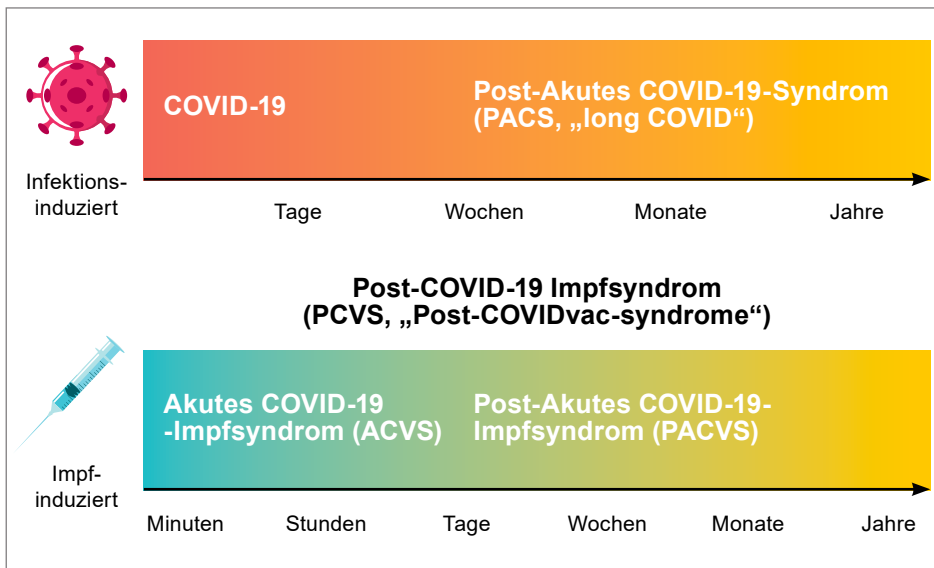 COVID-19
Post-Akutes COVID-19-Syndrom
(PACS, „long COVID“)
Infektions-
induziert
Tage
Wochen
Monate
Jahre
Post-COVID-19 Impfsyndrom
(PCVS, „Post-COVIDvac-syndrome“)
Akutes COVID-19
-Impfsyndrom (ACVS)
Post-Akutes COVID-19-
Impfsyndrom (PACVS)
Impf-
induziert
Minuten
Stunden
Tage
Wochen
Monate
Jahre